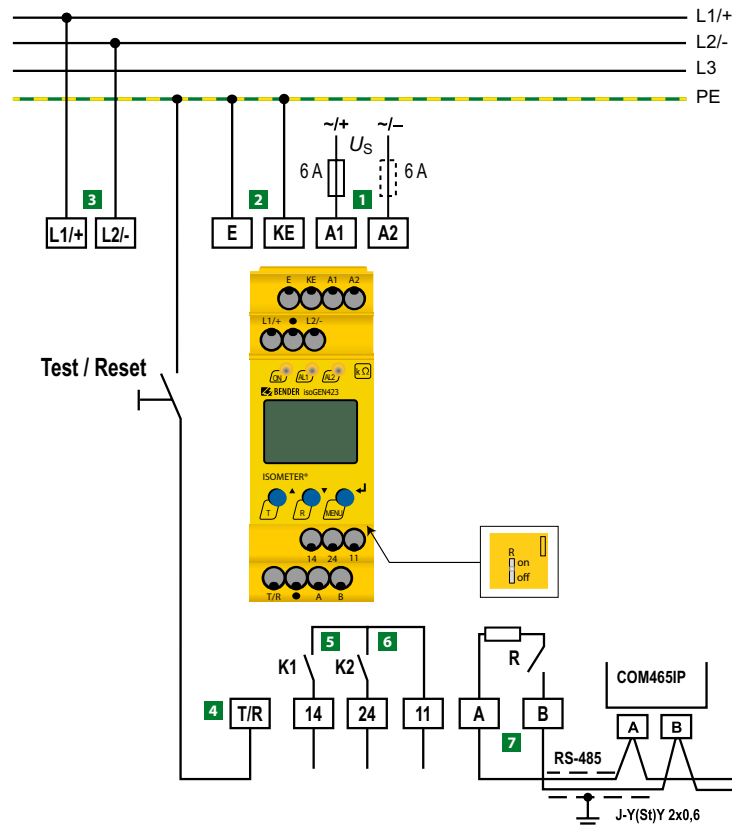 L1/+
L2/-
L3
PE
~/+
~/–
US
6 A
6 A
3
2
1
L1/+
L2/-
E
KE
A1
A2
E KE A1 A2
L1/+ L2/-
Test / Reset
ON
AL1
AL2
kΩ
BENDER isoGEN423
ISOMETER®
T
R
MENU
R
on
off
14 24 11
T/R A B
5
6
K1
K2
R
COM465IP
4
T/R
14
24
11
A
B
A
B
7
RS-485
J-Y(St)Y 2x0,6